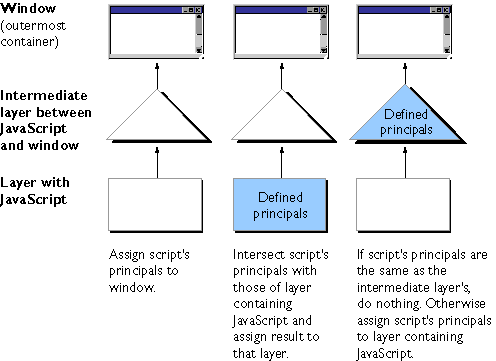 Window
(outermost
container)
Intermediate
layer between
JavaScript
and window
Defined
principals
Layer with
JavaScript
Defined
principals
Assign script's
principals to
window.
Intersect script's
principals with
those of layer
containing
JavaScript and
assign result to
that layer.
If script's principals are
the same as the
intermediate layer's,
do nothing. Otherwise
assign script's principals
to layer containing
JavaScript.